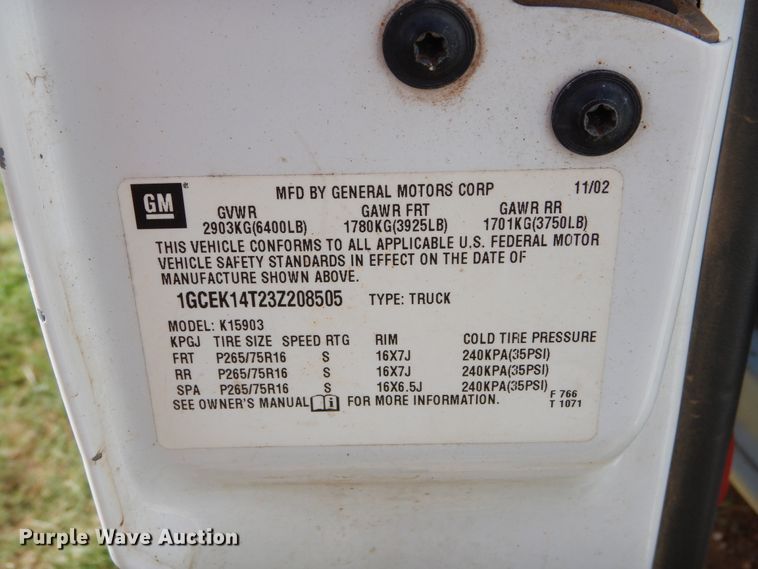 GM ® MFD BY GENERAL MOTORS CORP 11/02
GVWR GAWR FRT GAWR RR
2903KG(6400LB) 1780KG(3925LB) 1701KG(3750LB)
THIS VEHICLE CONFORMS TO ALL APPLICABLE U.S. FEDERAL MOTOR
VEHICLE SAFETY STANDARDS IN EFFECT ON THE DATE OF
MANUFACTURE SHOWN ABOVE.
1GCEK14T23Z208505 TYPE: TRUCK
MODEL: K15903
KPGJ TIRE SIZE SPEED RTG RIM COLD TIRE PRESSURE
FRT P265/75R16 S 16X7J 240KPA(35PSI)
RR P265/75R16 S 16X7J 240KPA(35PSI)
SPA P265/75R16 S 16X6.5J 240KPA(35PSI)
SEE OWNER'S MANUAL i FOR MORE INFORMATION.
F 766
T 1071
Purple Wave Auction